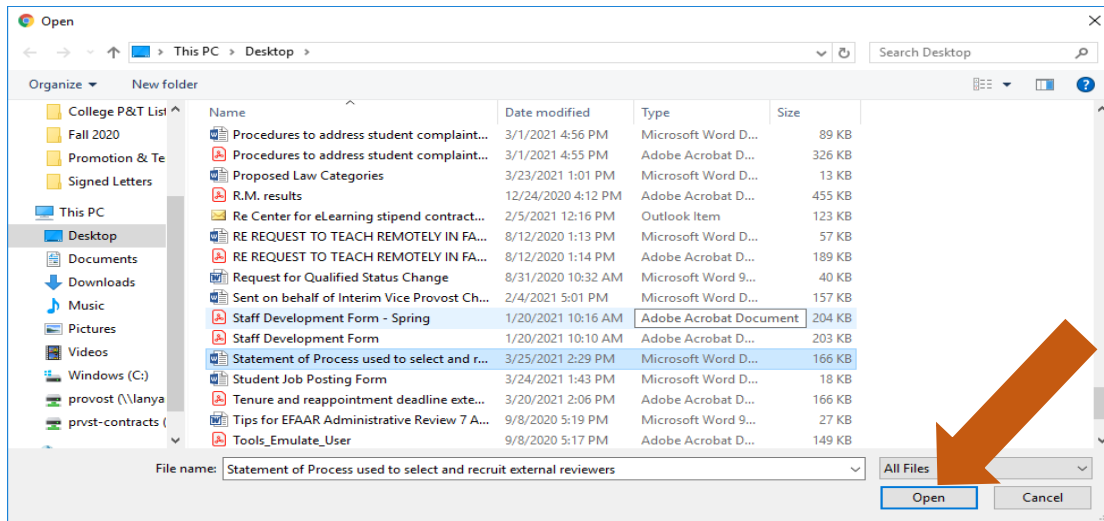 Open
This PC > Desktop >
Search Desktop
Organize
New folder
College P&T List
Fall 2020
Promotion & Te
Signed Letters
This PC
Desktop
Documents
Downloads
Music
Pictures
Videos
Windows (C:)
provost (\\lanya
prvst-contracts (
Name Date modified Type Size
Procedures to address student complaint... 3/1/2021 4:56 PM Microsoft Word D... 89 KB
Procedures to address student complaint... 3/1/2021 4:55 PM Adobe Acrobat D... 326 KB
Proposed Law Categories 3/23/2021 1:01 PM Microsoft Word D... 13 KB
R.M. results 12/24/2020 4:12 PM Adobe Acrobat D... 455 KB
Re Center for eLearning stipend contract... 2/5/2021 12:16 PM Outlook Item 123 KB
RE REQUEST TO TEACH REMOTELY IN FA... 8/12/2020 1:13 PM Microsoft Word D... 57 KB
RE REQUEST TO TEACH REMOTELY IN FA... 8/12/2020 1:14 PM Adobe Acrobat D... 189 KB
Request for Qualified Status Change 8/31/2020 10:32 AM Microsoft Word 9... 40 KB
Sent on behalf of Interim Vice Provost Ch... 2/4/2021 5:01 PM Microsoft Word D... 157 KB
Staff Development Form - Spring 1/20/2021 10:16 AM Adobe Acrobat Document 204 KB
Staff Development Form 1/20/2021 10:10 AM Adobe Acrobat D... 203 KB
Statement of Process used to select and r... 3/25/2021 2:29 PM Microsoft Word D... 166 KB
Student Job Posting Form 3/24/2021 1:43 PM Microsoft Word D... 18 KB
Tenure and reappointment deadline exte... 3/20/2021 2:06 PM Adobe Acrobat D... 166 KB
Tips for EFAAR Administrative Review 7 A... 9/8/2020 5:19 PM Microsoft Word 9... 27 KB
Tools_Emulate_User 9/8/2020 5:17 PM Adobe Acrobat D... 149 KB
File name: Statement of Process used to select and recruit external reviewers
All Files
Open
Cancel